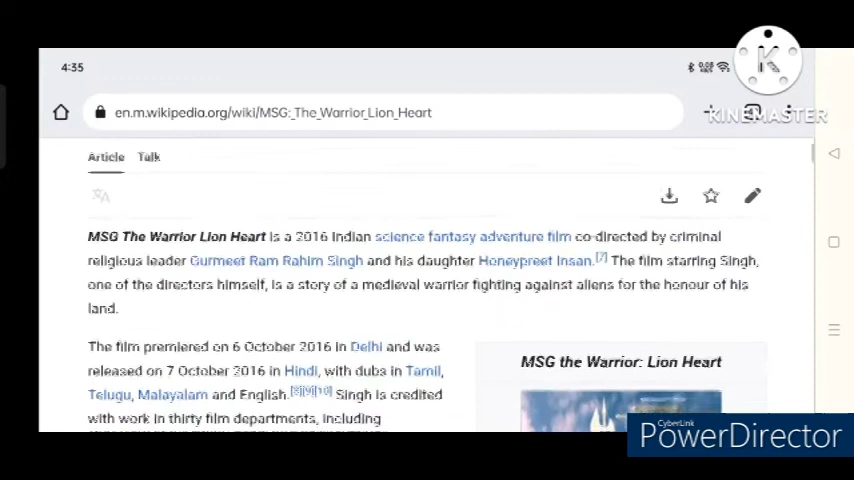 4:35
KINEMASTER
en.m.wikipedia.org/wiki/MSG:_The_Warrior_Lion_Heart
Article Talk
MSG The Warrior Lion Heart is a 2016 Indian science fantasy adventure film co-directed by criminal
religious leader Gurmeet Ram Rahim Singh and his daughter Honeypreet Insan.[7] The film starring Singh,
one of the directors himself, is a story of a medieval warrior fighting against aliens for the honour of his
land.
The film premiered on 6 October 2016 in Delhi and was
released on 7 October 2016 in Hindi, with dubs in Tamil,
Telugu, Malayalam and English.[8][9][10] Singh is credited
with work in thirty film departments, including
MSG the Warrior: Lion Heart
CyberLink
PowerDirector